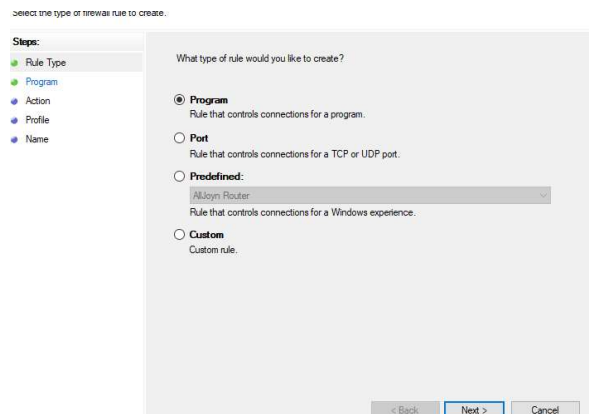 Select the type of firewall rule to create.
Steps:
Rule Type
Program
Action
Profile
Name
What type of rule would you like to create?
Program
Rule that controls connections for a program.
Port
Rule that controls connections for a TCP or UDP port.
Predefined:
AllJoyn Router
Rule that controls connections for a Windows experience.
Custom
Custom rule.
< Back
Next >
Cancel